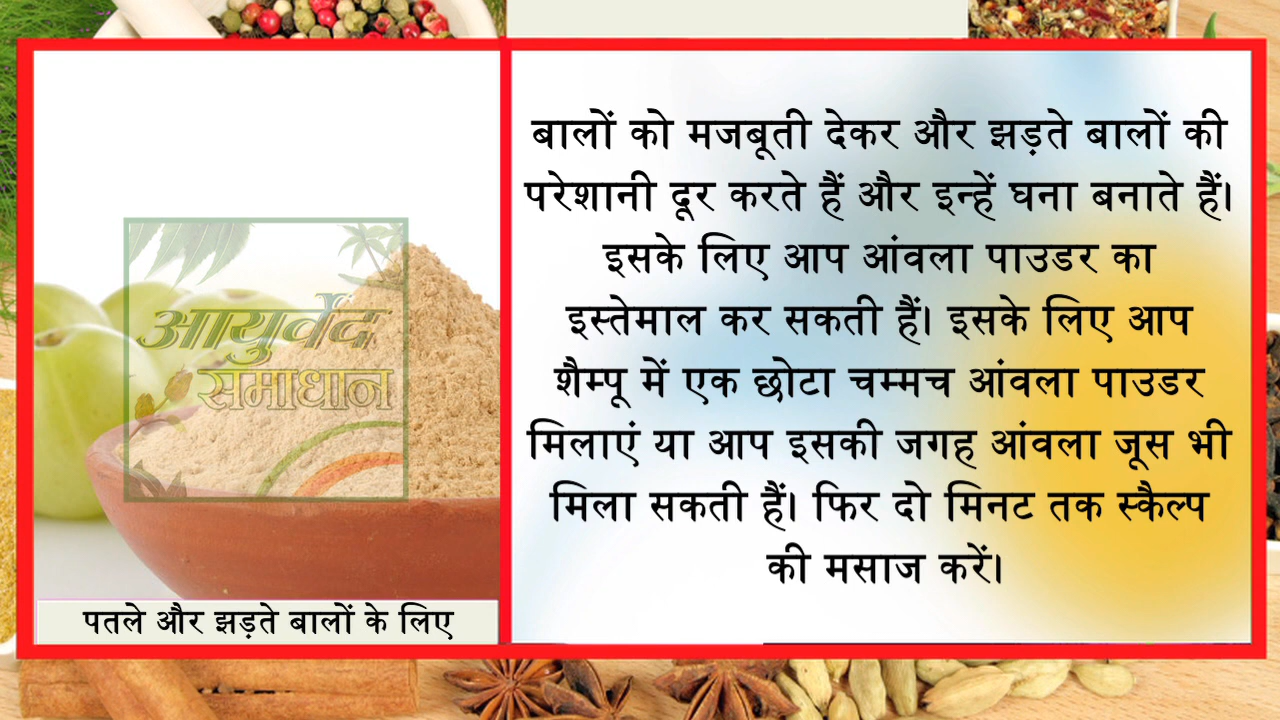 बालों को मजबूती देकर और झड़ते बालों की
परेशानी दूर करते हैं और इन्हें घना बनाते हैं।
इसके लिए आप आंवला पाउडर का
इस्तेमाल कर सकती हैं। इसके लिए आप
शैम्पू में एक छोटा चम्मच आंवला पाउडर
मिलाएं या आप इसकी जगह आंवला जूस भी
मिला सकती हैं। फिर दो मिनट तक स्कैल्प
की मसाज करें।
आयुर्वेद
समाधान
पतले और झड़ते बालों के लिए